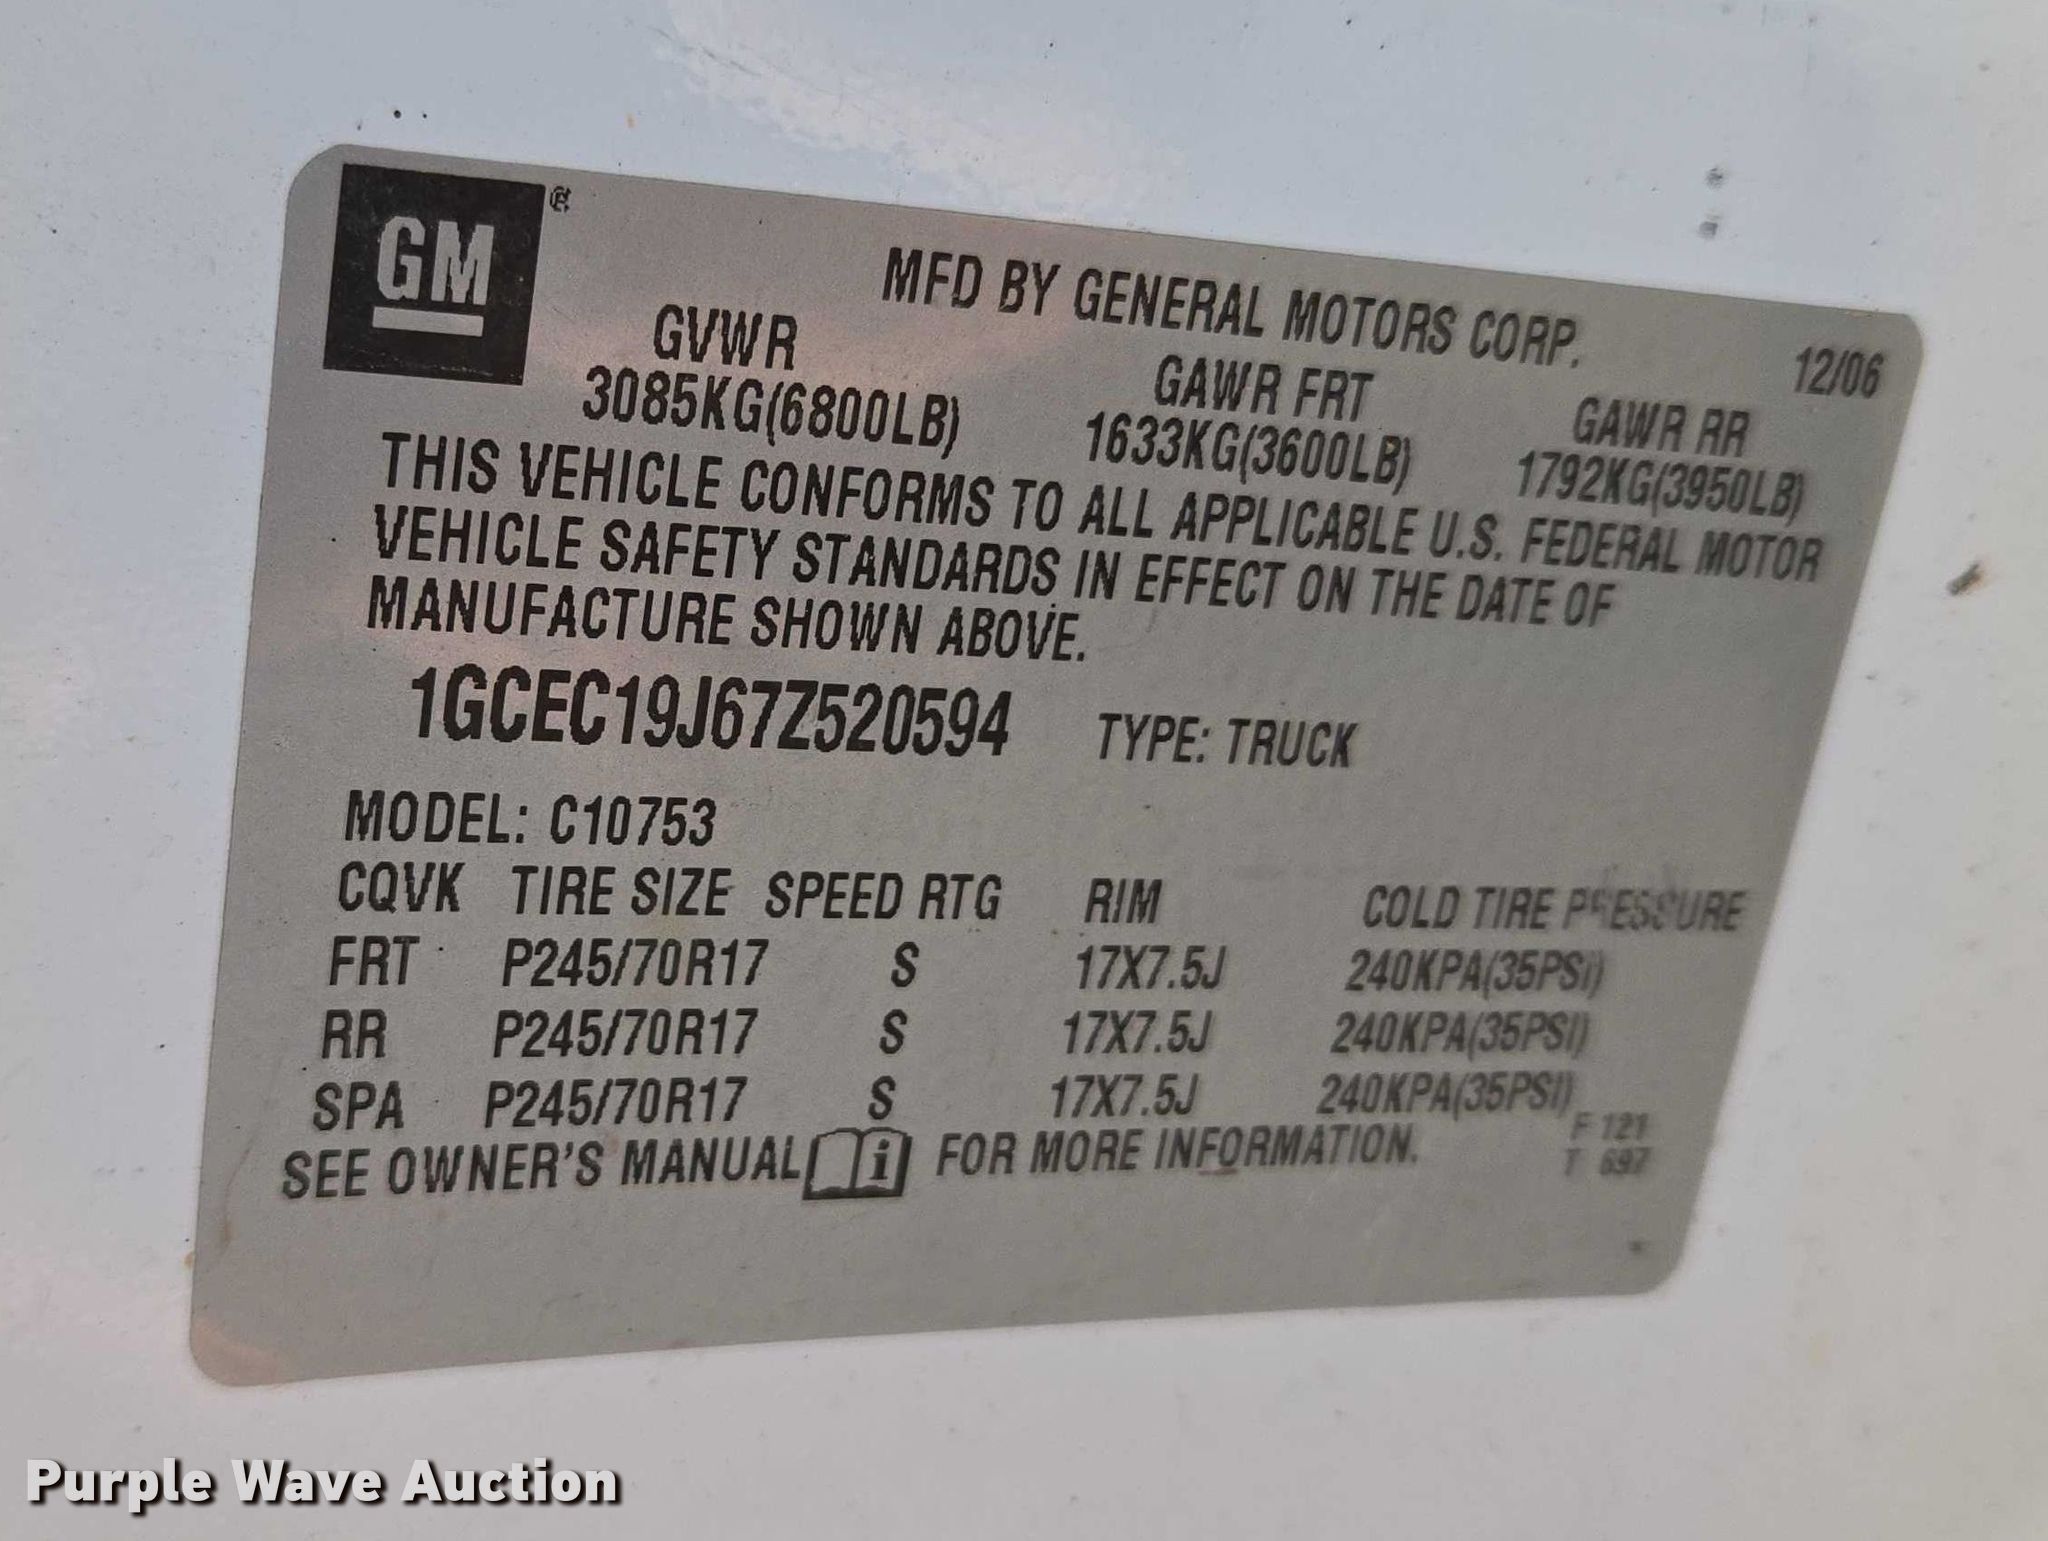 GM
MFD BY GENERAL MOTORS CORP.
12/06
GVWR GAWR FRT GAWR RR
3085KG(6800LB) 1633KG(3600LB) 1792KG(3950LB)
THIS VEHICLE CONFORMS TO ALL APPLICABLE U.S. FEDERAL MOTOR
VEHICLE SAFETY STANDARDS IN EFFECT ON THE DATE OF
MANUFACTURE SHOWN ABOVE.
1GCEC19J67Z520594 TYPE: TRUCK
MODEL: C10753
CQVK TIRE SIZE SPEED RTG RIM COLD TIRE PRESSURE
FRT P245/70R17 S 17X7.5J 240KPA(35PSI)
RR P245/70R17 S 17X7.5J 240KPA(35PSI)
SPA P245/70R17 S 17X7.5J 240KPA(35PSI)
SEE OWNER'S MANUAL i FOR MORE INFORMATION.
F 121
T 697
Purple Wave Auction